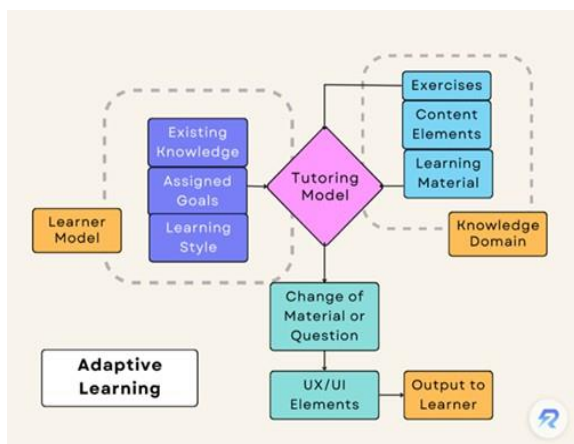 Exercises
Content
Elements
Learning
Material
Existing
Knowledge
Assigned
Goals
Learning
Style
Tutoring
Model
Learner
Model
Knowledge
Domain
Change of
Material or
Question
Adaptive
Learning
UX/UI
Elements
Output to
Learner